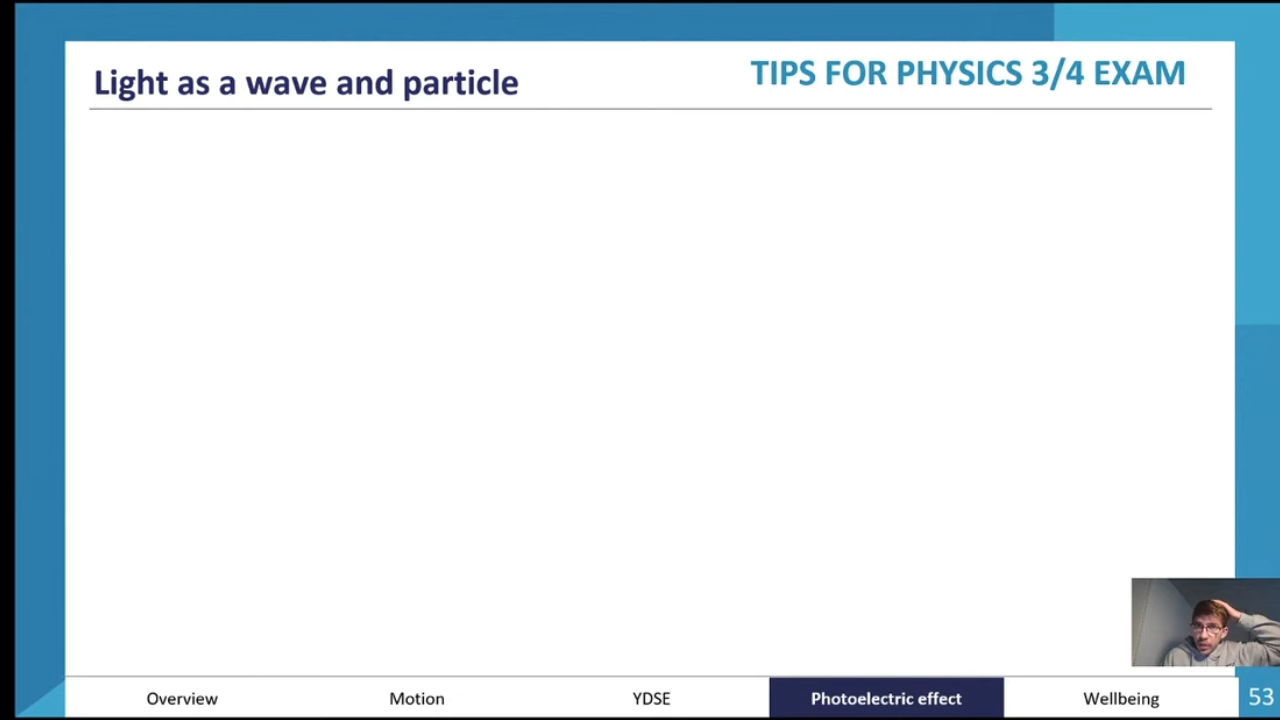 Light as a wave and particle
TIPS FOR PHYSICS 3/4 EXAM
Overview
Motion
YDSE
Photoelectric effect
Wellbeing
53